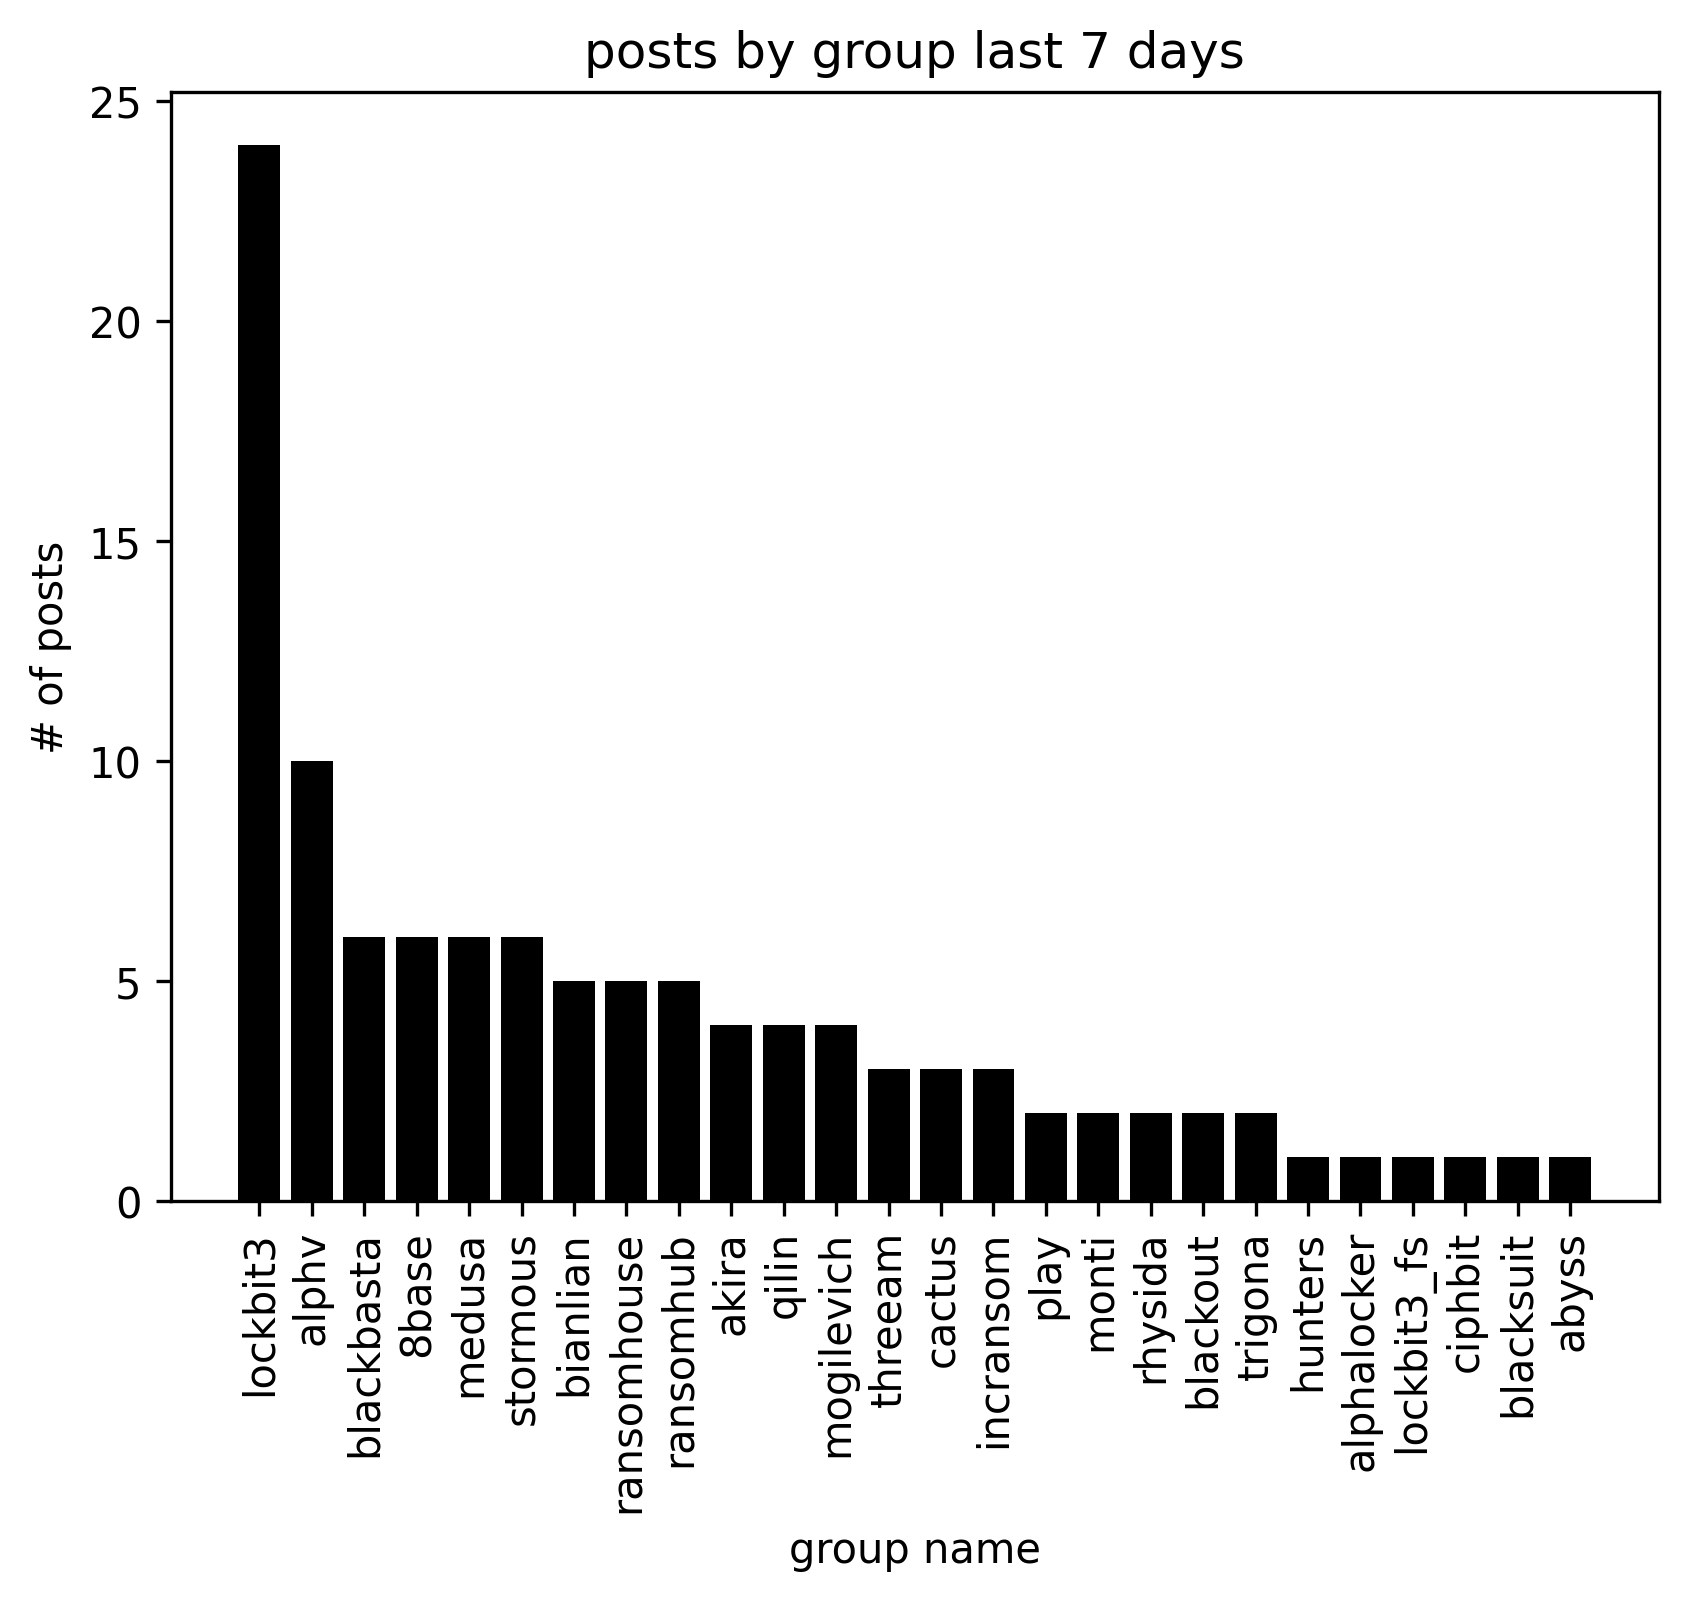 posts by group last 7 days
25
20
15
10
5
0
# of posts
lockbit3
alphv
blackbasta
8base
medusa
stormous
bianlian
ransomhouse
ransomhub
akira
qilin
mogilevich
threeam
cactus
incransom
play
monti
rhysida
blackout
trigona
hunters
alphalocker
lockbit3_fs
ciphbit
blacksuit
abyss
group name